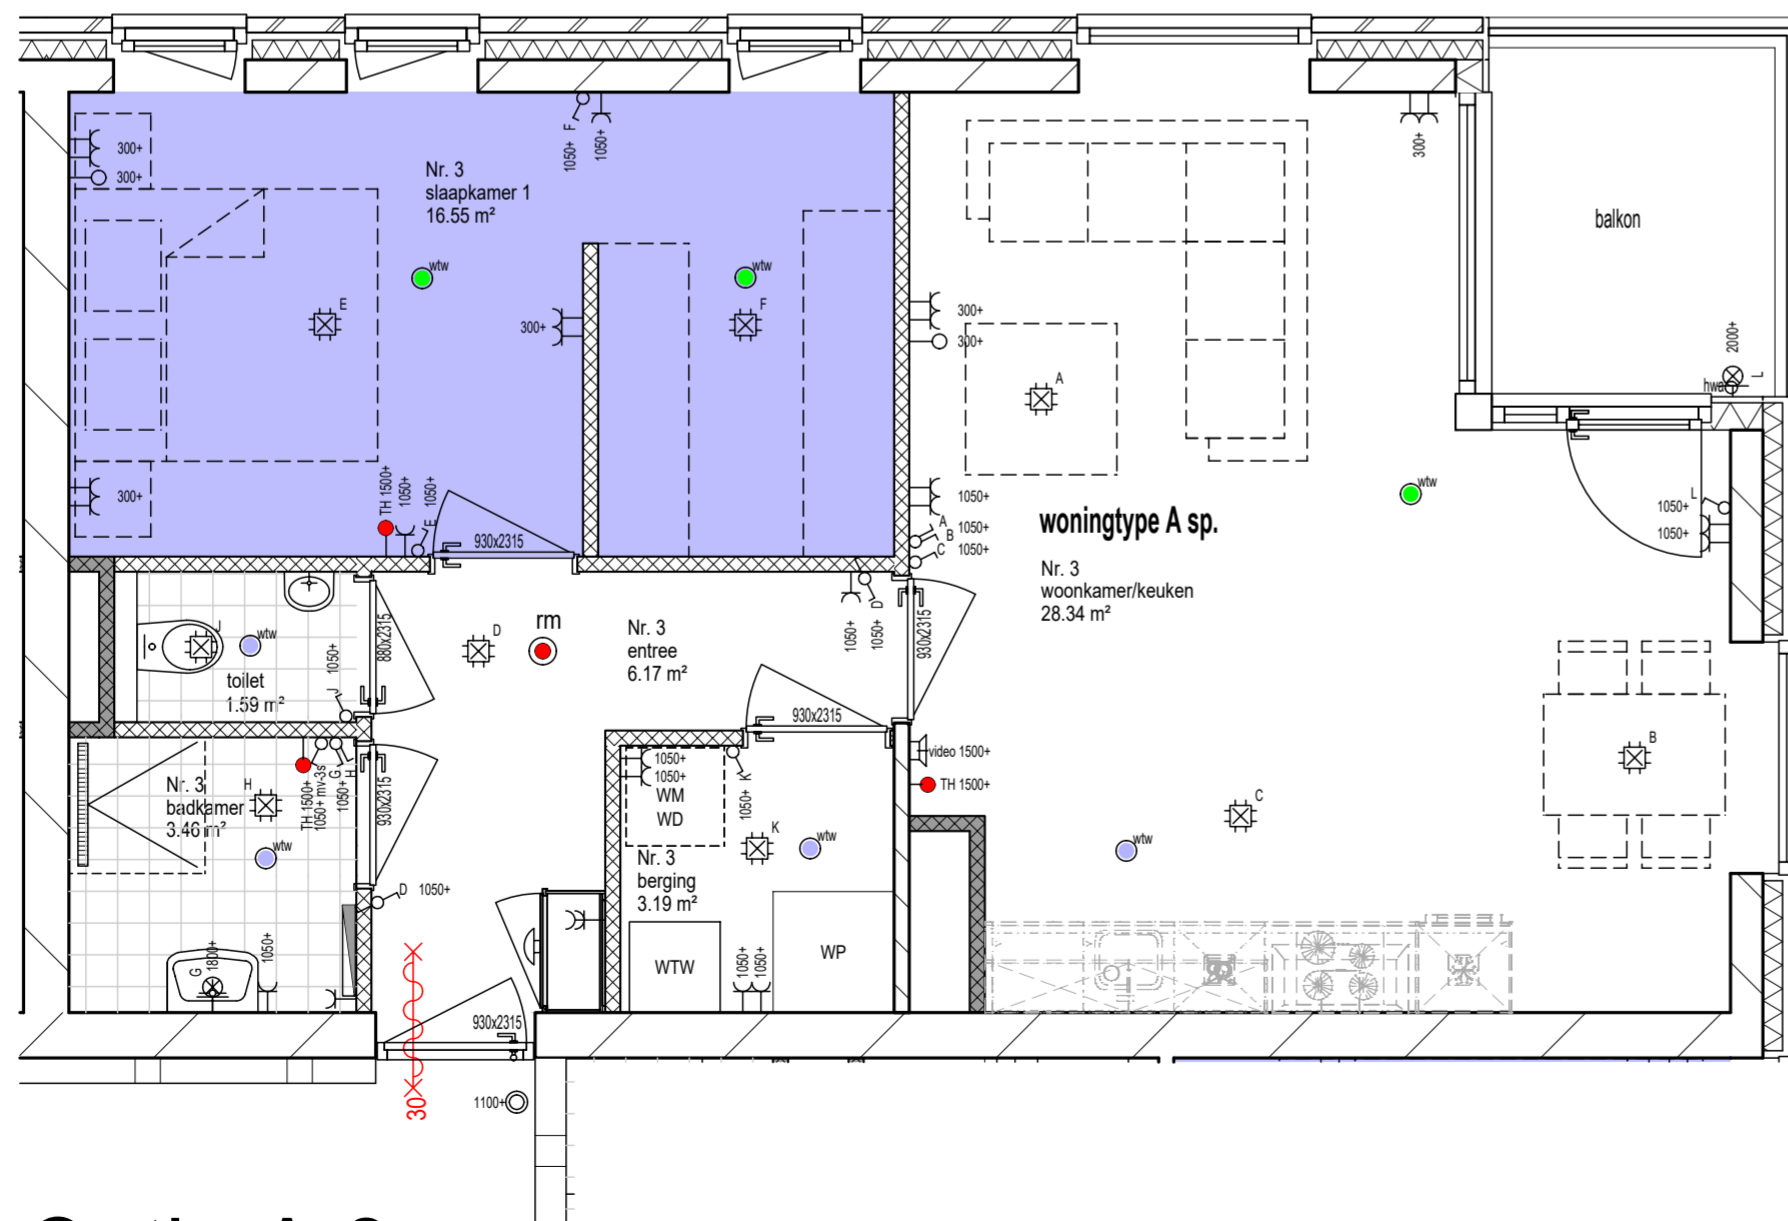 1050+ F
1050+
300+
300+
300+
Nr. 3
slaapkamer 1
16.55 m²
balkon
wtw
wtw
E
F
300+
300+
300+
2000+
L
hwa
A
300+
TH 1500+
1050+
1050+
E
930x2315
1050+
A 1050+
B
C 1050+
woningtype A sp.
wtw
L
1050+
1050+
Nr. 3
woonkamer/keuken
28.34 m²
J
wtw
toilet
1.59 m²
1050+
J
880x2315
D
rm
Nr. 3
entree
6.17 m²
1050+
1050+ D
930x2315
930x2315
video 1500+
TH 1500+
B
C
wtw
Nr. 3
badkamer
3.46 m²
H
wtw
TH 1500+
1050+ mv-3s
1050+ G
H
930x2315
D 1050+
1050+
1050+
WM
WD
1050+ K
K
wtw
Nr. 3
berging
3.19 m²
WTW
WP
1050+
1050+
G 1800+
1050+
930x2315
30
1100+